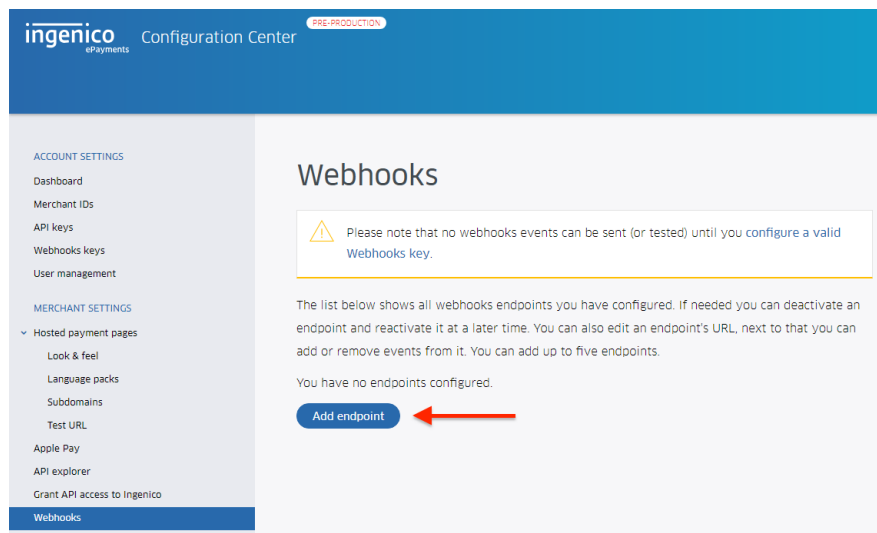 PRE-PRODUCTION
ingenico
ePayments
Configuration Center
ACCOUNT SETTINGS
Dashboard
Merchant IDs
API keys
Webhooks keys
User management
MERCHANT SETTINGS
Hosted payment pages
Look & feel
Language packs
Subdomains
Test URL
Apple Pay
API explorer
Grant API access to Ingenico
Webhooks
Webhooks
Please note that no webhooks events can be sent (or tested) until you configure a valid
Webhooks key.
The list below shows all webhooks endpoints you have configured. If needed you can deactivate an
endpoint and reactivate it at a later time. You can also edit an endpoint's URL, next to that you can
add or remove events from it. You can add up to five endpoints.
You have no endpoints configured.
Add endpoint